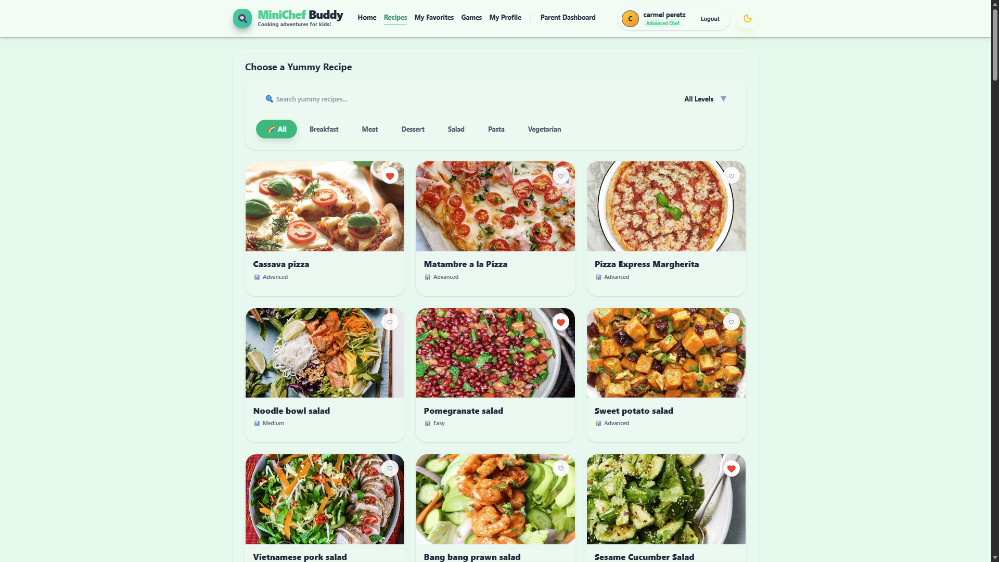 MiniChef Buddy
Cooking adventures for kids!
Home Recipes My Favorites Games My Profile Parent Dashboard
C
carmel peretz
Advanced Chef
Logout
Choose a Yummy Recipe
Search yummy recipes...
All Levels
All Breakfast Meat Dessert Salad Pasta Vegetarian
Cassava pizza
Advanced
Matambre a la Pizza
Advanced
Pizza Express Margherita
Advanced
Noodle bowl salad
Medium
Pomegranate salad
Easy
Sweet potato salad
Advanced
Vietnamese pork salad
Bang bang prawn salad
Sesame Cucumber Salad